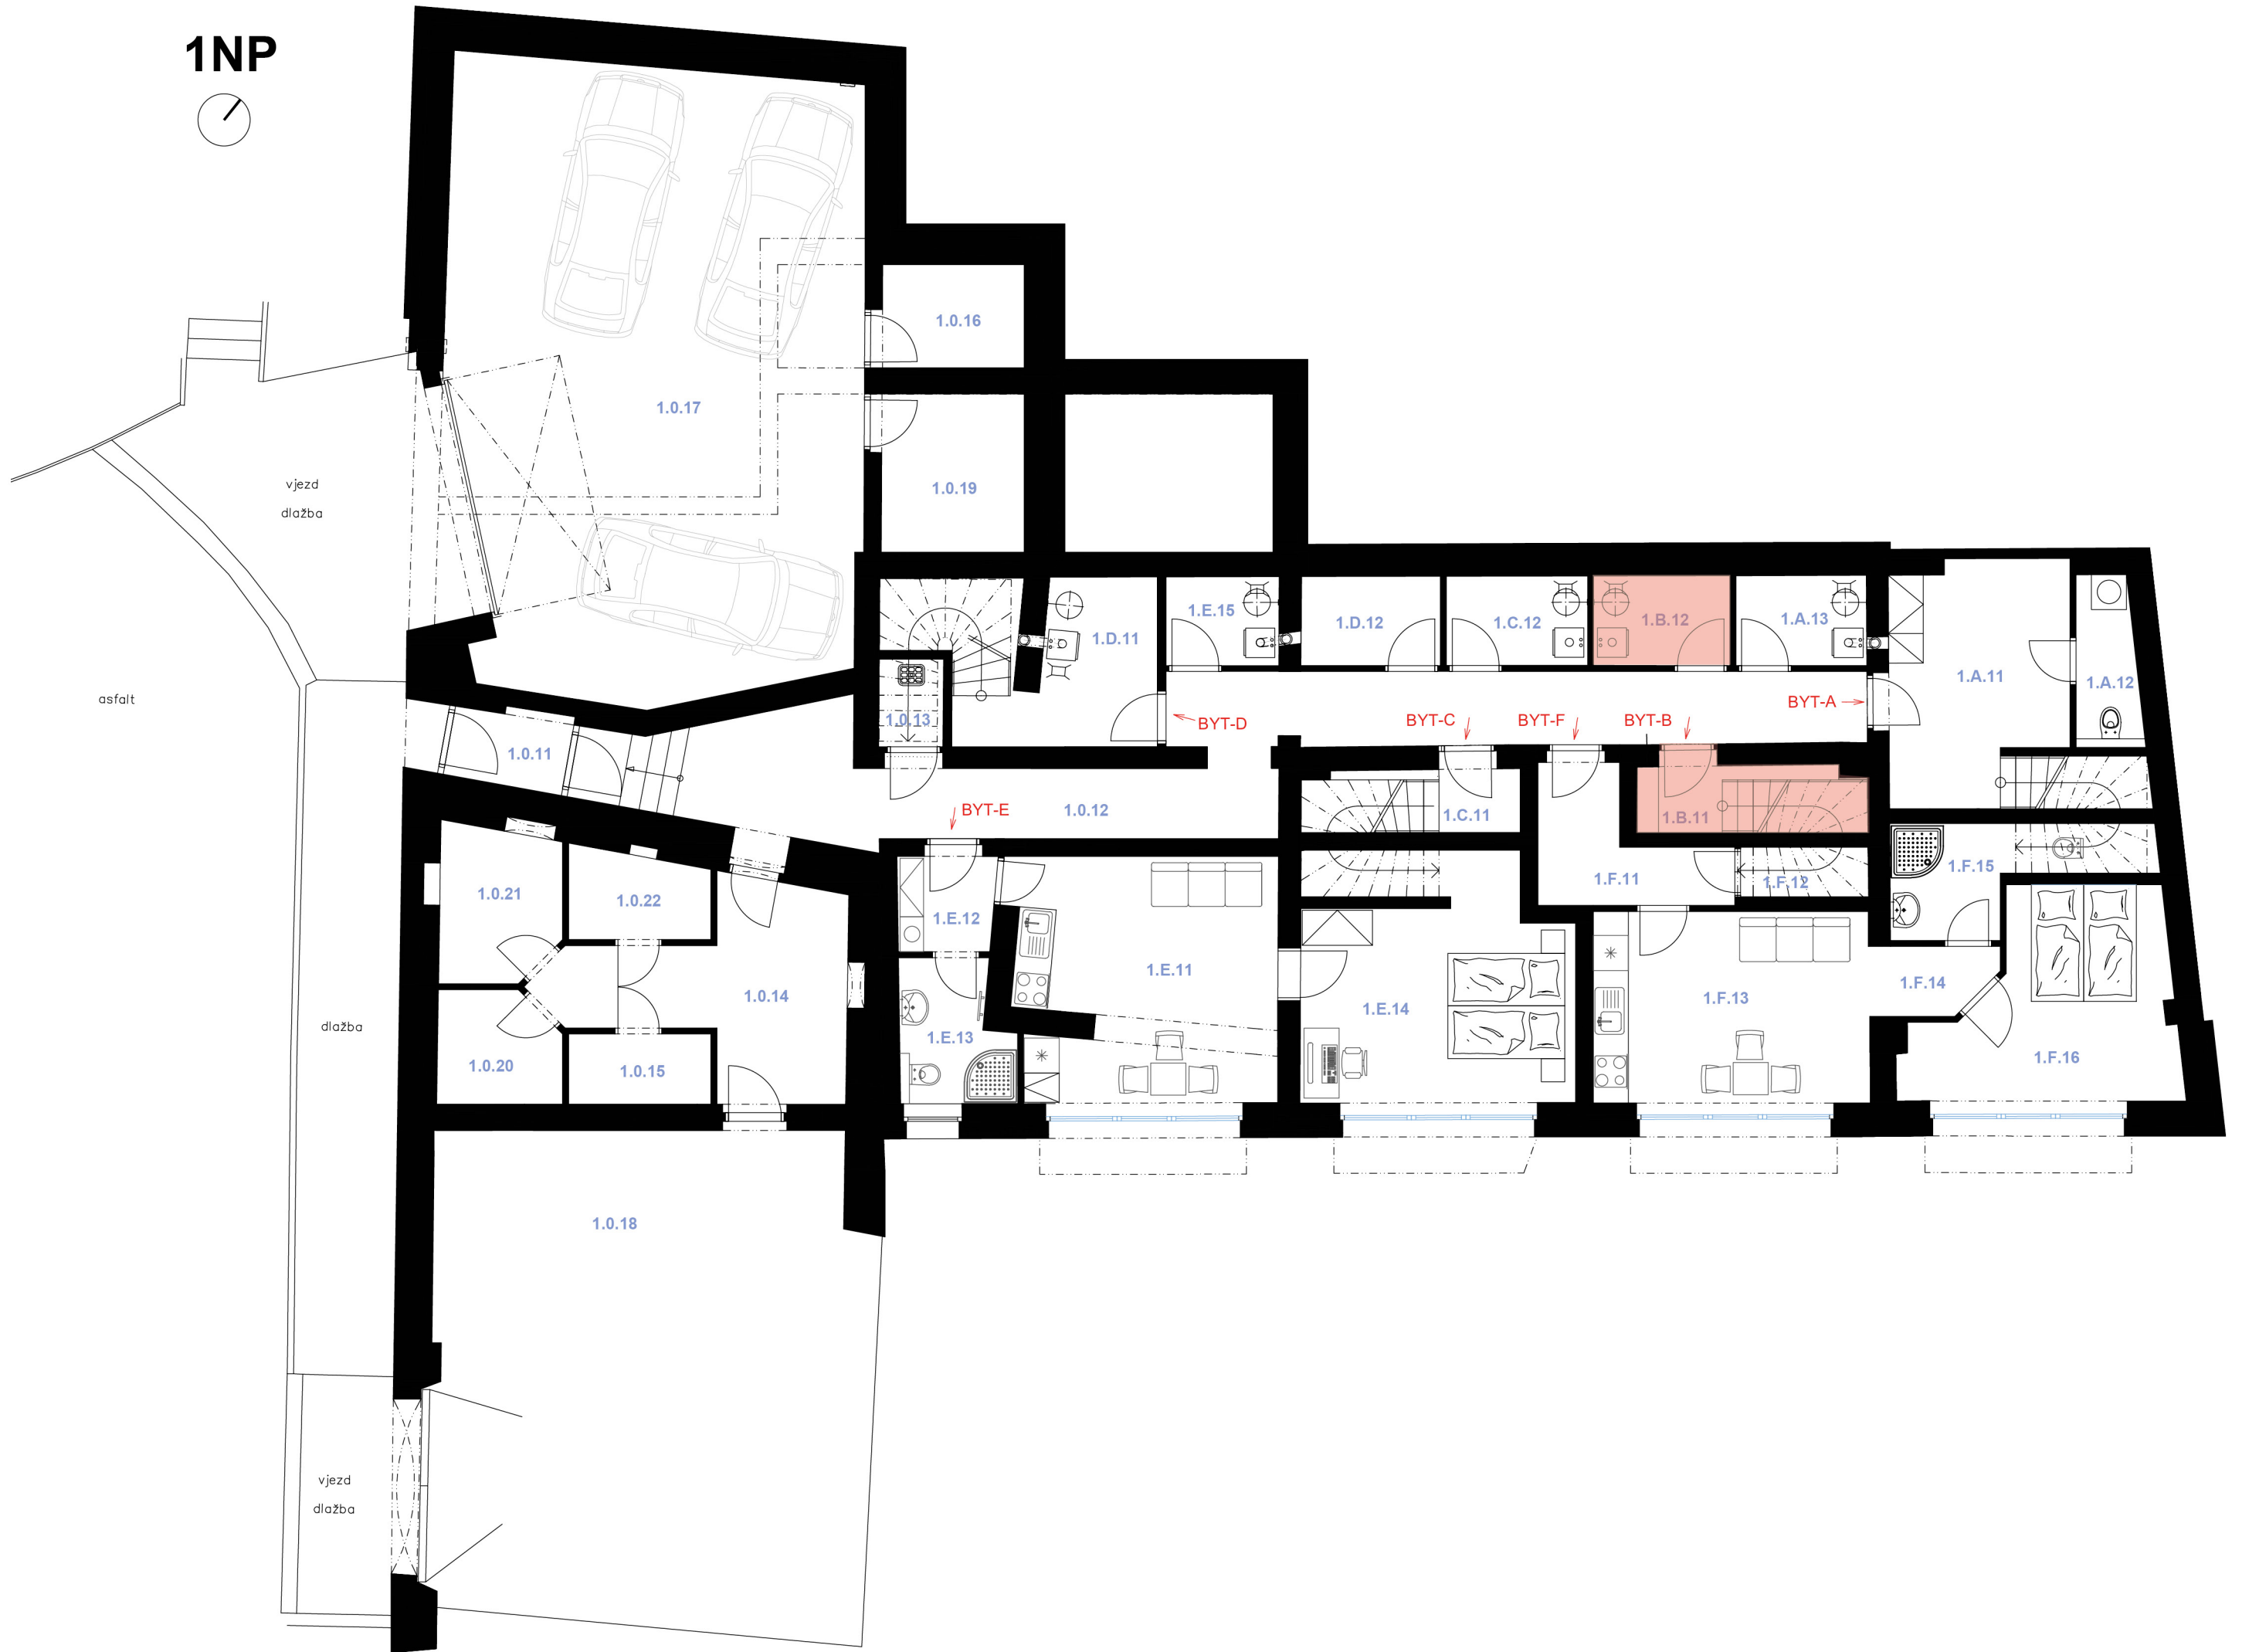 1NP
1.0.16
1.0.17
vjezd
dlažba
1.0.19
1.E.15
1.D.11
1.D.12
1.C.12
1.B.12
1.A.13
1.A.11
1.A.12
asfalt
1.0.13
BYT-D
BYT-C
BYT-F
BYT-B
BYT-A
1.0.11
BYT-E
1.0.12
1.C.11
1.B.11
1.0.21
1.0.22
1.E.12
1.F.11
1.F.12
1.F.15
1.0.14
1.E.11
1.E.14
1.F.13
1.F.14
dlažba
1.0.20
1.0.15
1.E.13
1.F.16
1.0.18
vjezd
dlažba